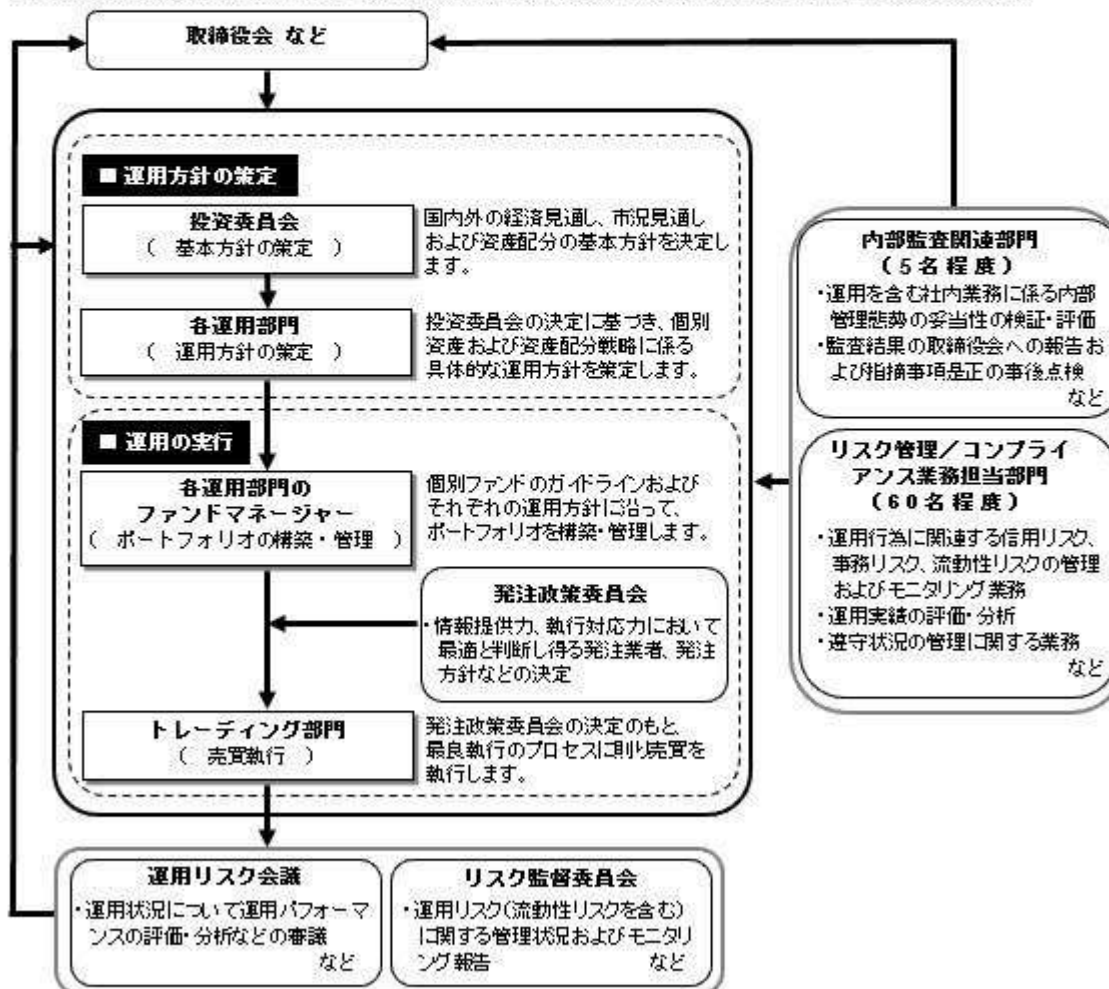 取締役会 など
■ 運用方針の策定
投資委員会
( 基本方針の策定 )
国内外の経済見通し、市況見通し
および資産配分の基本方針を決定し
ます。
各運用部門
( 運用方針の策定 )
投資委員会の決定に基づき、個別
資産および資産配分戦略に係る
具体的な運用方針を策定します。
■ 運用の実行
各運用部門の
ファンドマネージャー
( ポートフォリオの構築・管理 )
個別ファンドのガイドラインおよび
それぞれの運用方針に沿って、
ポートフォリオを構築・管理します。
発注政策委員会
・情報提供力、執行対応力において
最適と判断し得る発注業者、発注
方針などの決定
トレーディング部門
( 売買執行 )
発注政策委員会の決定のもと、
最良執行のプロセスに則り売買を
執行します。
内部監査関連部門
(5名程度)
・運用を含む社内業務に係る内部
管理態勢の妥当性の検証・評価
・監査結果の取締役会への報告お
よび指摘事項是正の事後点検
など
リスク管理/コンプライ
アンス業務担当部門
(60名程度)
・運用行為に関連する信用リスク、
事務リスク、流動性リスクの管理
およびモニタリング業務
・運用実績の評価・分析
・遵守状況の管理に関する業務
など
運用リスク会議
・運用状況について運用パフォーマ
ンスの評価・分析などの審議
など
リスク監督委員会
・運用リスク(流動性リスクを含む)
に関する管理状況およびモニタリ
ング報告 など